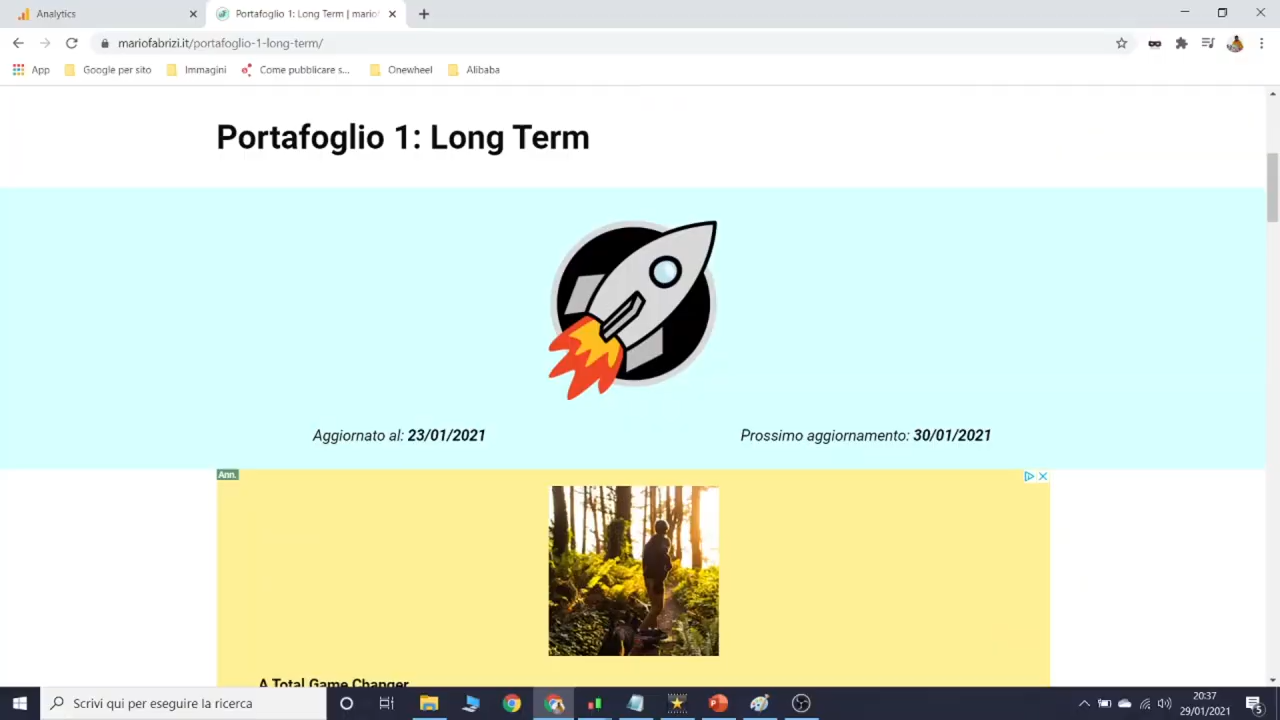 Analytics
Portafoglio 1: Long Term | mario
mariofabrizi.it/portafoglio-1-long-term/
App
Google per sito
Immagini
Come pubblicare s...
Onewheel
Alibaba
Portafoglio 1: Long Term
Aggiornato al: 23/01/2021
Prossimo aggiornamento: 30/01/2021
Ann.
A Total Game Changer
Scrivi qui per eseguire la ricerca
20:37
29/01/2021
5